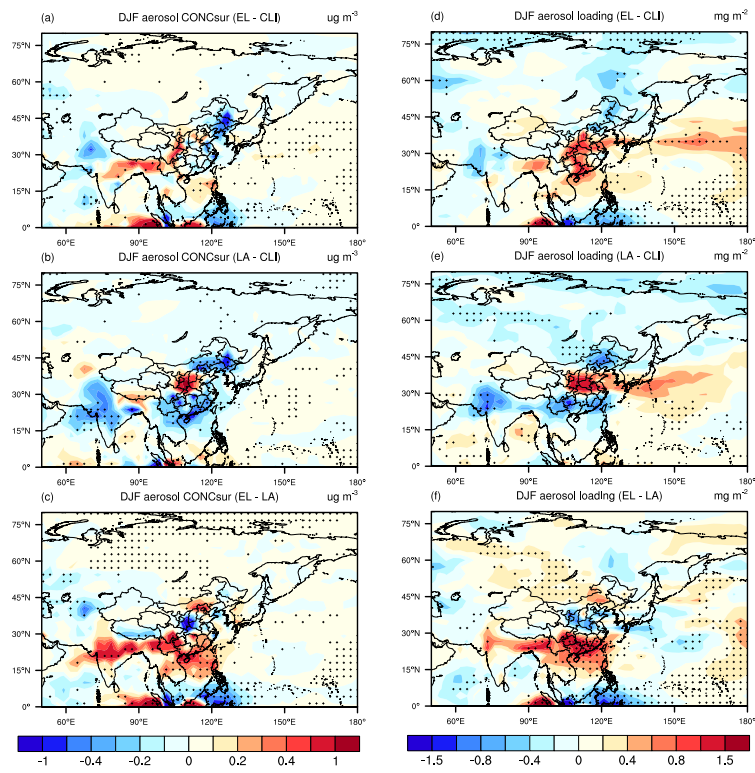 (a) DJF aerosol CONCsur (EL - CLI) ug m-3
75°N
60°N
45°N
30°N
15°N
0°
60°E 90°E 120°E 150°E 180°
(b) DJF aerosol CONCsur (LA - CLI) ug m-3
75°N
60°N
45°N
30°N
15°N
0°
60°E 90°E 120°E 150°E 180°
(c) DJF aerosol CONCsur (EL - LA) ug m-3
75°N
60°N
45°N
30°N
15°N
0°
60°E 90°E 120°E 150°E 180°
-1 -0.4 -0.2 0 0.2 0.4 1
(d) DJF aerosol loading (EL - CLI) mg m-2
75°N
60°N
45°N
30°N
15°N
0°
60°E 90°E 120°E 150°E 180°
(e) DJF aerosol loading (LA - CLI) mg m-2
75°N
60°N
45°N
30°N
15°N
0°
60°E 90°E 120°E 150°E 180°
(f) DJF aerosol loading (EL - LA) mg m-2
75°N
60°N
45°N
30°N
15°N
0°
60°E 90°E 120°E 150°E 180°
-1.5 -0.8 -0.4 0 0.4 0.8 1.5